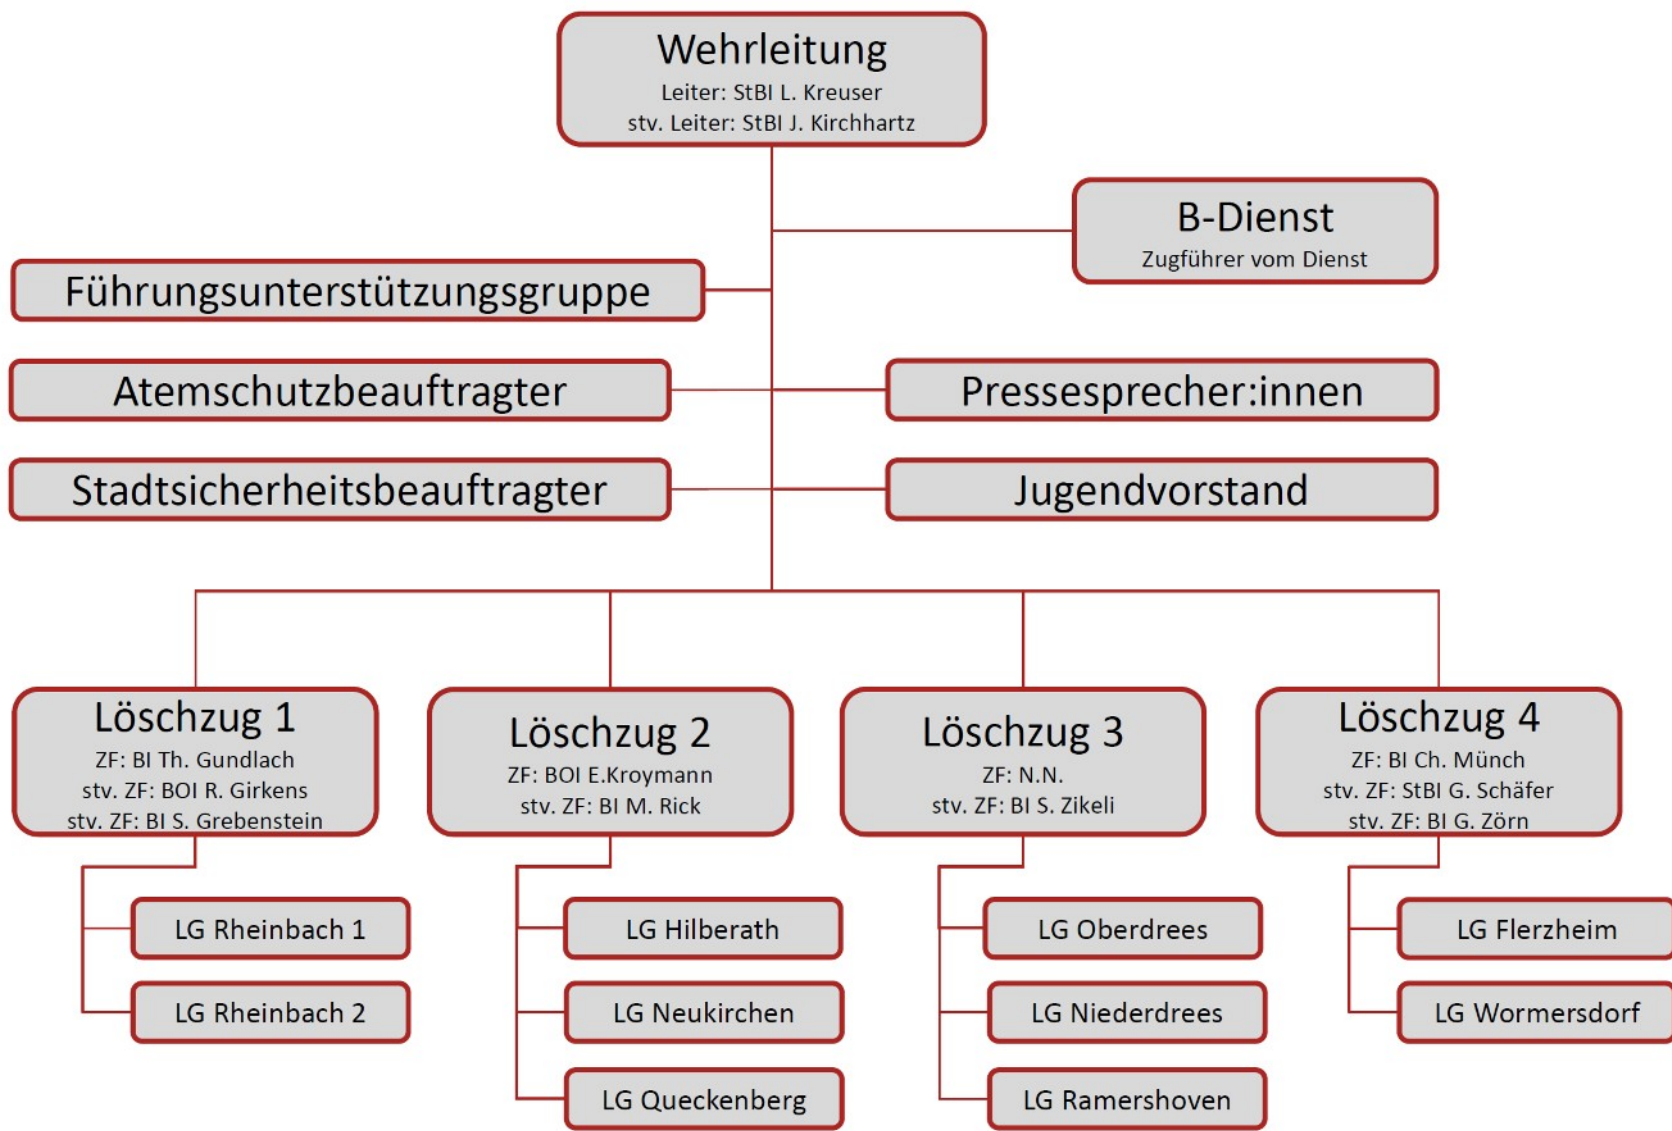 Wehrleitung
Leiter: StBI L. Kreuser
stv. Leiter: StBI J. Kirchhartz
B-Dienst
Zugführer vom Dienst
Führungsunterstützungsgruppe
Atemschutzbeauftragter
Pressesprecher:innen
Stadtsicherheitsbeauftragter
Jugendvorstand
Löschzug 1
ZF: BI Th. Gundlach
stv. ZF: BOI R. Girkens
stv. ZF: BI S. Grebenstein
LG Rheinbach 1
LG Rheinbach 2
Löschzug 2
ZF: BOI E.Kroymann
stv. ZF: BI M. Rick
LG Hilberath
LG Neukirchen
LG Queckenberg
Löschzug 3
ZF: N.N.
stv. ZF: BI S. Zikeli
LG Oberdrees
LG Niederdrees
LG Ramershoven
Löschzug 4
ZF: BI Ch. Münch
stv. ZF: StBI G. Schäfer
stv. ZF: BI G. Zörn
LG Flerzheim
LG Wormersdorf